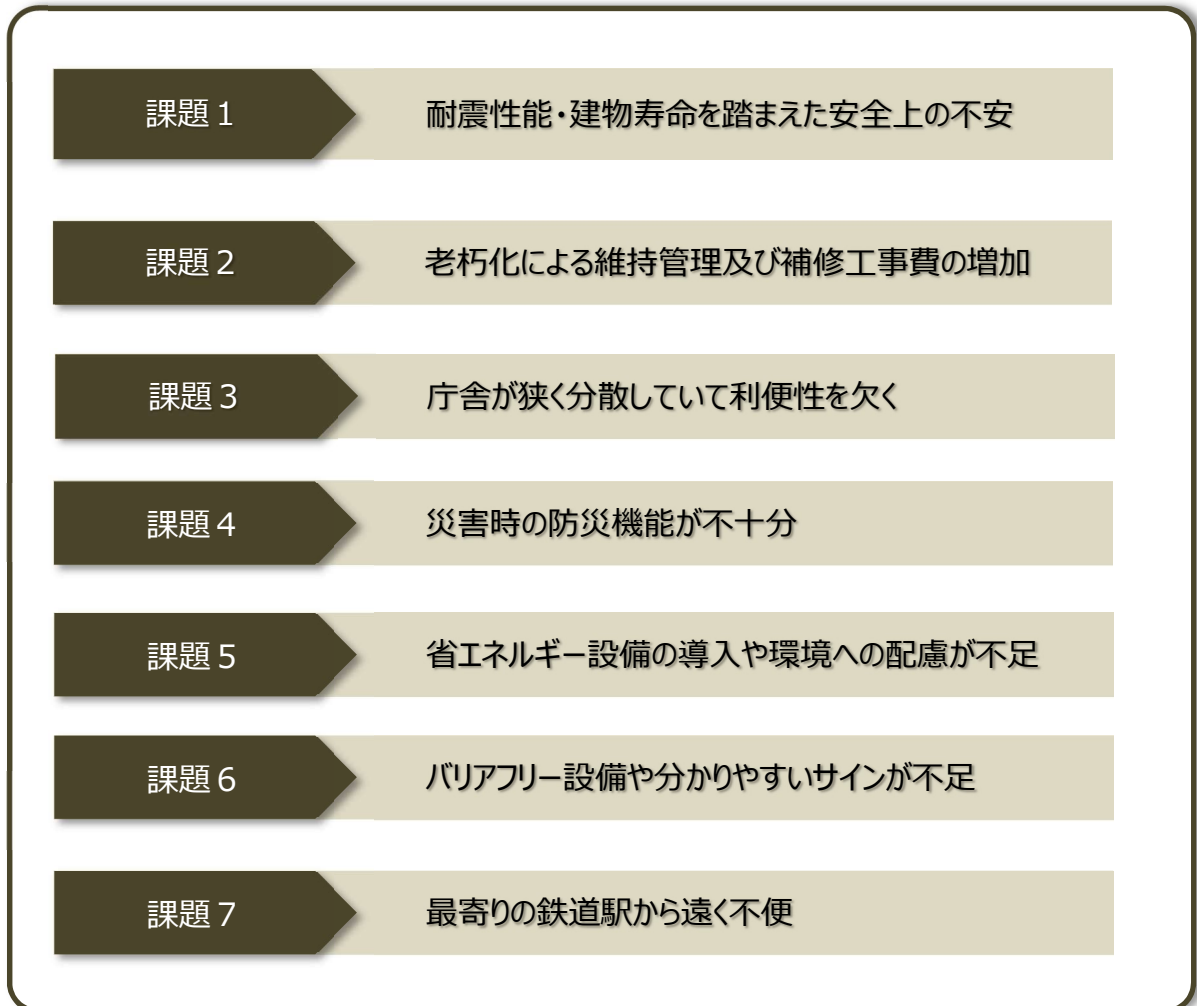 課題１ 耐震性能・建物寿命を踏まえた安全上の不安
課題２ 老朽化による維持管理及び補修工事費の増加
課題３ 庁舎が狭く分散していて利便性を欠く
課題４ 災害時の防災機能が不十分
課題５ 省エネルギー設備の導入や環境への配慮が不足
課題６ バリアフリー設備や分かりやすいサインが不足
課題７ 最寄りの鉄道駅から遠く不便